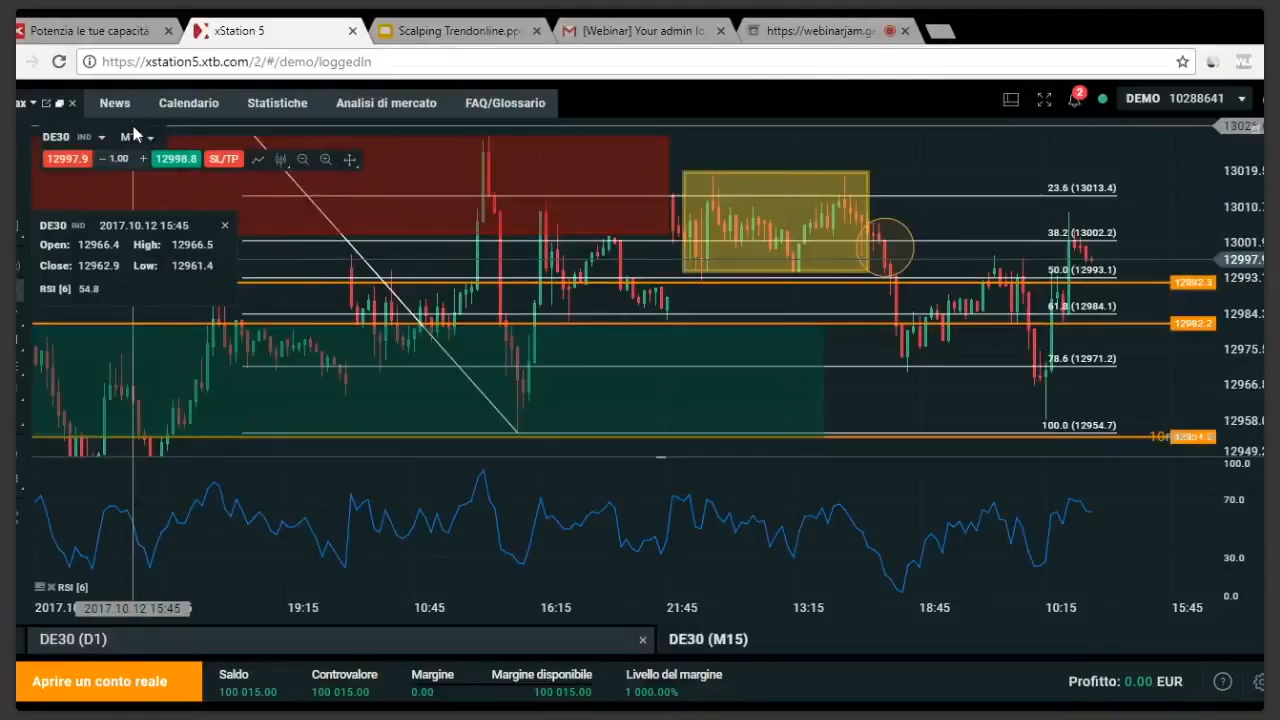 Potenzia le tue capacità
xStation 5
Scalping Trendonline.pp
[Webinar] Your admin lo
https://webinarjam.ge
https://xstation5.xtb.com/2/#/demo/loggedIn
ax
News
Calendario
Statistiche
Analisi di mercato
FAQ/Glossario
2
DEMO 10288641
DE30 IND
12997.9 – 1.00 + 12998.8 SL/TP
DE30 IND 2017.10.12 15:45
Open: 12966.4 High: 12966.5
Close: 12962.9 Low: 12961.4
RSI [6] 54.8
23.6 (13013.4)
38.2 (13002.2)
50.0 (12993.1)
61.8 (12984.1)
78.6 (12971.2)
100.0 (12954.7)
13019.5
13010.7
13001.9
12997.9
12993.7
12992.3
12984.3
12982.2
12975.5
12966.8
12958.0
12949.2
100.0
70.0
30.0
0.0
RSI [6]
2017.10.12 15:45
19:15
10:45
16:15
21:45
13:15
18:45
10:15
15:45
DE30 (D1)
DE30 (M15)
Aprire un conto reale
Saldo
100 015.00
Controvalore
100 015.00
Margine
0.00
Margine disponibile
100 015.00
Livello del margine
1 000.00%
Profitto: 0.00 EUR